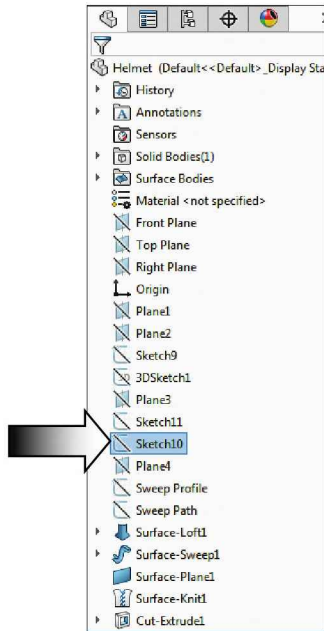 Helmet (Default<<Default>_Display Sta
History
Annotations
Sensors
Solid Bodies(1)
Surface Bodies
Material <not specified>
Front Plane
Top Plane
Right Plane
Origin
Plane1
Plane2
Sketch9
3DSketch1
Plane3
Sketch11
Sketch10
Plane4
Sweep Profile
Sweep Path
Surface-Loft1
Surface-Sweep1
Surface-Plane1
Surface-Knit1
Cut-Extrude1